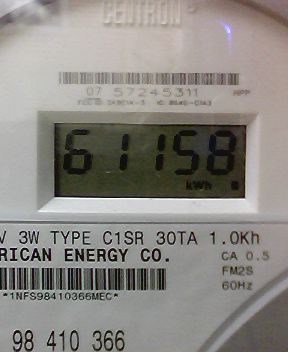 CENTRON
07 57245311 HPP
61158
kWh
V 3W TYPE C1SR 30TA 1.0Kh
RICAN ENERGY CO. CA 0.5
FM2S
60Hz
*1NFS98410366MEC*
98 410 366